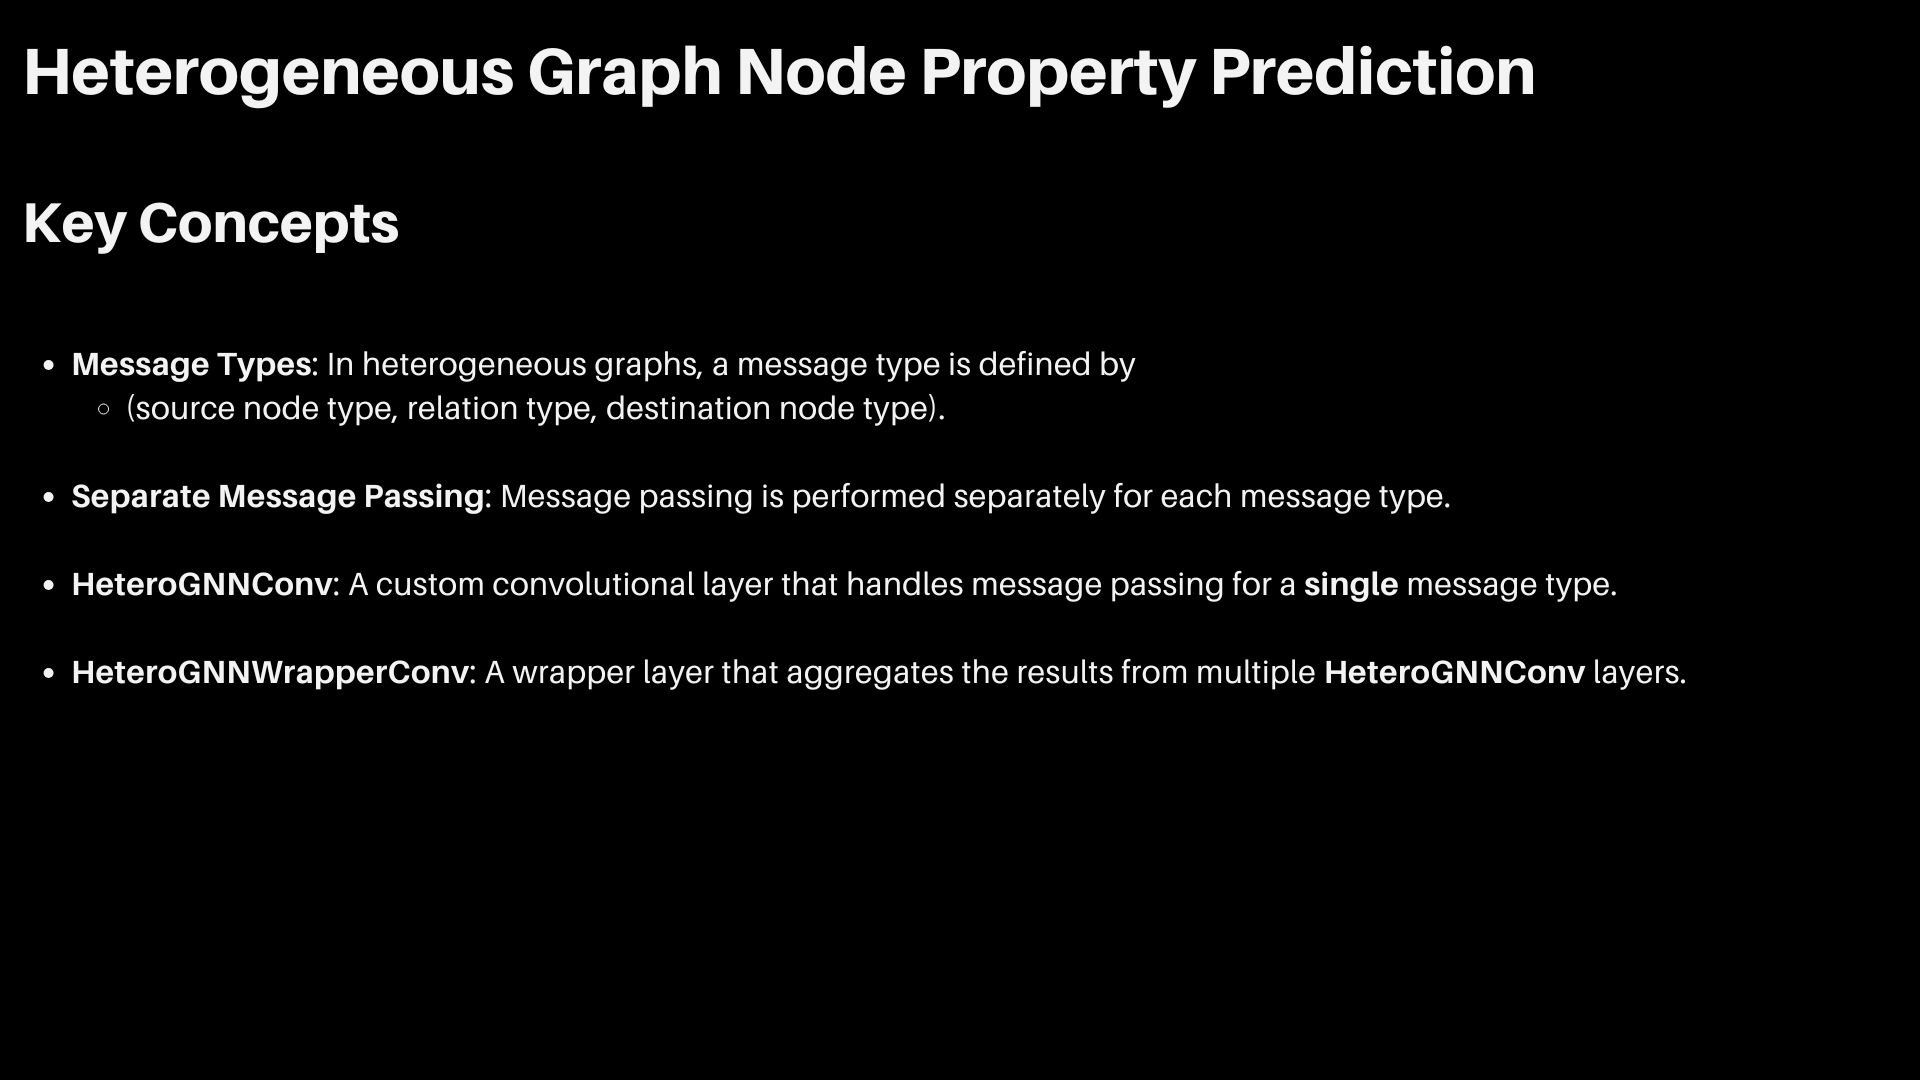 Heterogeneous Graph Node Property Prediction
Key Concepts
• Message Types: In heterogeneous graphs, a message type is defined by
◦ (source node type, relation type, destination node type).
• Separate Message Passing: Message passing is performed separately for each message type.
• HeteroGNNConv: A custom convolutional layer that handles message passing for a single message type.
• HeteroGNNWrapperConv: A wrapper layer that aggregates the results from multiple HeteroGNNConv layers.